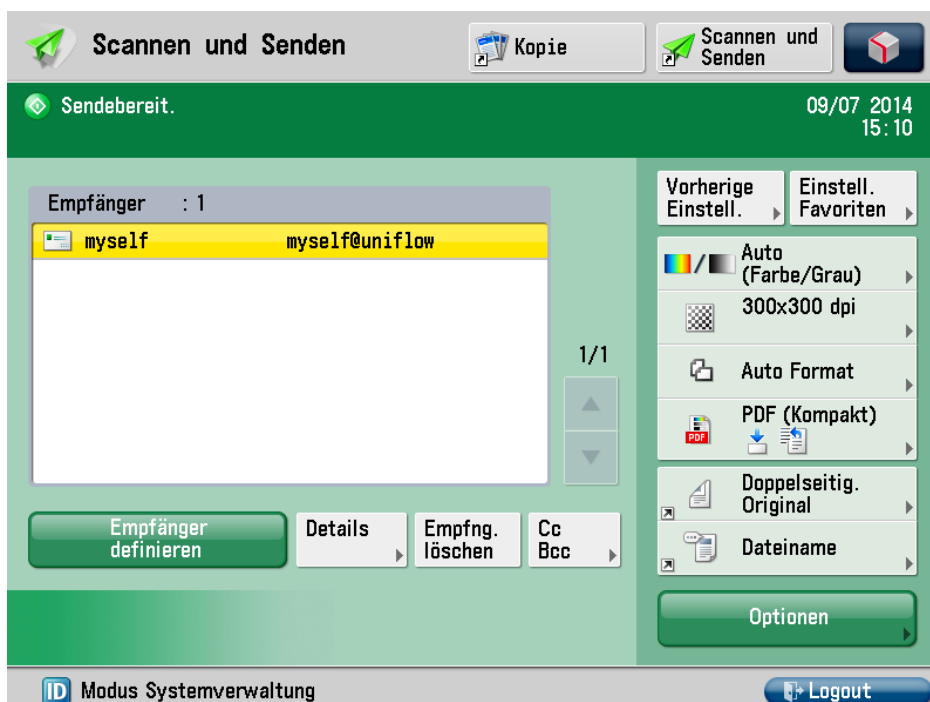 Scannen und Senden
Kopie
Scannen und
Senden
Sendebereit.
09/07 2014
15:10
Empfänger : 1
myself myself@uniflow
1/1
Empfänger
definieren
Details
Empfng.
löschen
Cc
Bcc
Vorherige
Einstell.
Einstell.
Favoriten
Auto
(Farbe/Grau)
300x300 dpi
Auto Format
PDF (Kompakt)
PDF
Doppelseitig.
Original
Dateiname
Optionen
ID Modus Systemverwaltung
Logout